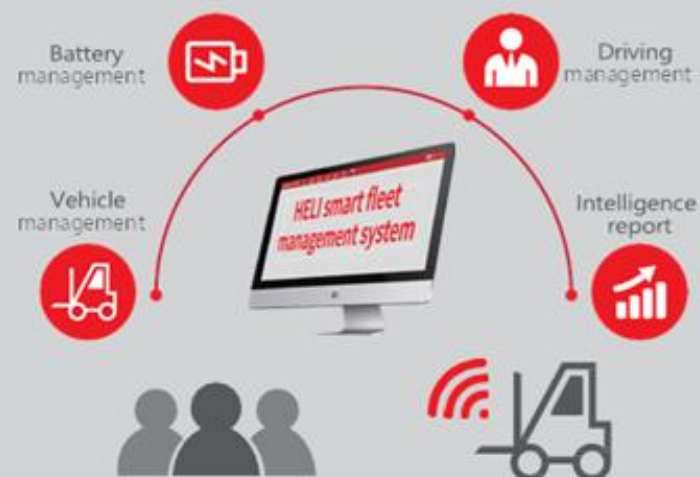 Battery
management
Driving
management
Vehicle
management
HELI smart fleet
management system
Intelligence
report